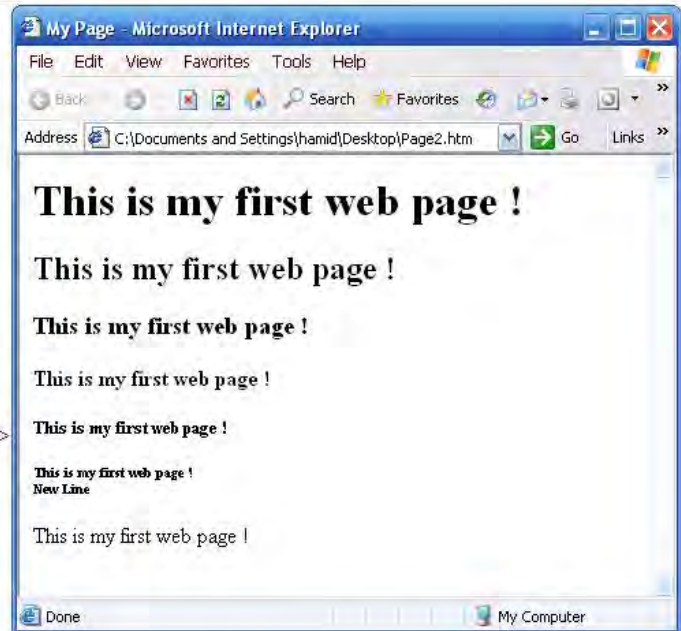 My Page - Microsoft Internet Explorer
File Edit View Favorites Tools Help
Back Search Favorites »
Address C:\Documents and Settings\hamid\Desktop\Page2.htm Go Links »
This is my first web page !
This is my first web page !
This is my first web page !
This is my first web page !
This is my first web page !
This is my first web page !
New Line
This is my first web page !
Done My Computer